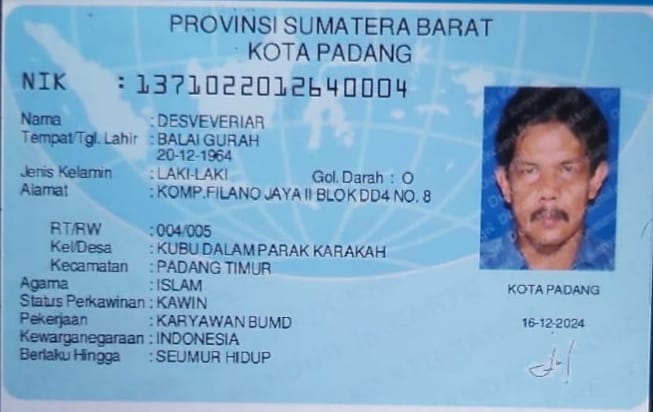 PROVINSI SUMATERA BARAT
KOTA PADANG
NIK : 1371022012640004
Nama : DESVEVERIAR
Tempat/Tgl. Lahir : BALAI GURAH
20-12-1964
Jenis Kelamin : LAKI-LAKI Gol. Darah : O
Alamat : KOMP.FILANO JAYA II BLOK DD4 NO. 8
RT/RW : 004/005
Kel/Desa : KUBU DALAM PARAK KARAKAH
Kecamatan : PADANG TIMUR
Agama : ISLAM
Status Perkawinan : KAWIN
Pekerjaan : KARYAWAN BUMD
Kewarganegaraan : INDONESIA
Berlaku Hingga : SEUMUR HIDUP
KOTA PADANG
16-12-2024